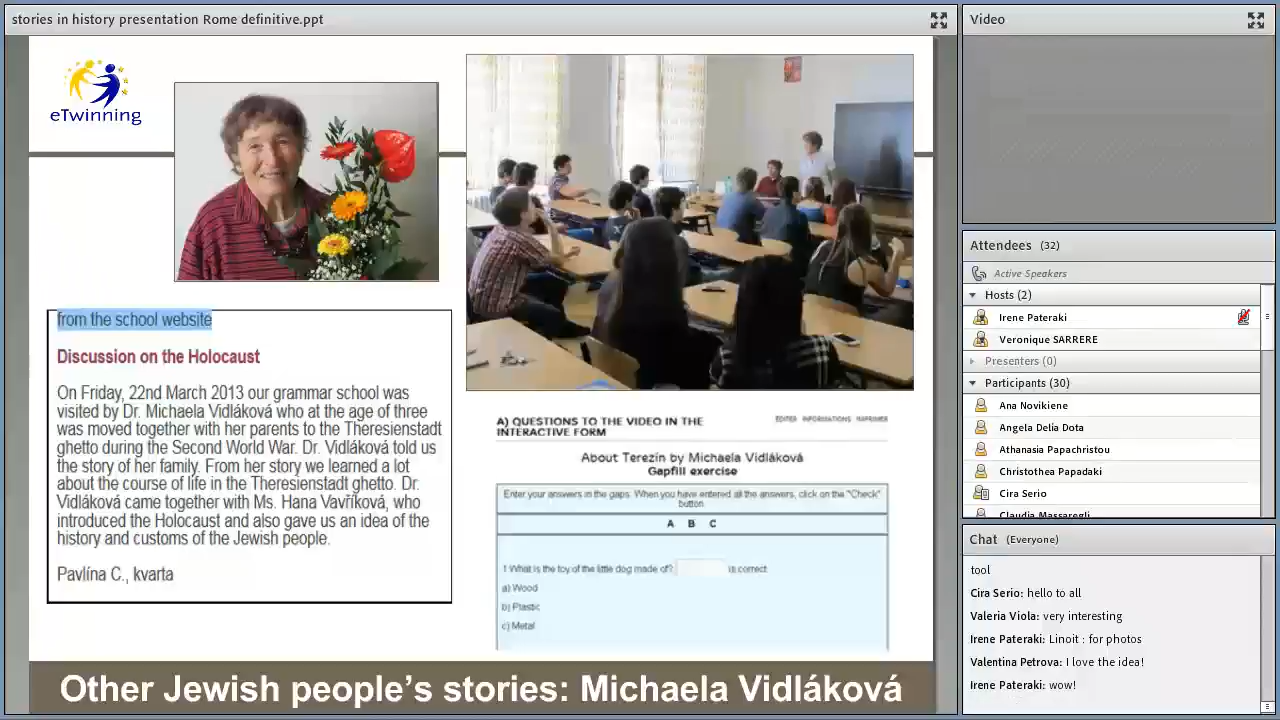 stories in history presentation Rome definitive.ppt
eTwinning
from the school website
Discussion on the Holocaust
On Friday, 22nd March 2013 our grammar school was
visited by Dr. Michaela Vidláková who at the age of three
was moved together with her parents to the Theresienstadt
ghetto during the Second World War. Dr. Vidláková told us
the story of her family. From her story we learned a lot
about the course of life in the Theresienstadt ghetto. Dr.
Vidláková came together with Ms. Hana Vavříková, who
introduced the Holocaust and also gave us an idea of the
history and customs of the Jewish people.
Pavlína C., kvarta
A) QUESTIONS TO THE VIDEO IN THE
INTERACTIVE FORM
EDITER INFORMATIONS IMPRIMER
About Terezín by Michaela Vidláková
Gapfill exercise
Enter your answers in the gaps. When you have entered all the answers, click on the "Check"
button.
A B C
1 What is the toy of the little dog made of? is correct
a) Wood
b) Plastic
c) Metal
Other Jewish people's stories: Michaela Vidláková
Video
Attendees (32)
Active Speakers
Hosts (2)
Irene Pateraki
Veronique SARRERE
Presenters (0)
Participants (30)
Ana Novikiene
Angela Delia Dota
Athanasia Papachristou
Christothea Papadaki
Cira Serio
Claudia Massaregli
Chat (Everyone)
tool
Cira Serio: hello to all
Valeria Viola: very interesting
Irene Pateraki: Linoit : for photos
Valentina Petrova: I love the idea!
Irene Pateraki: wow!